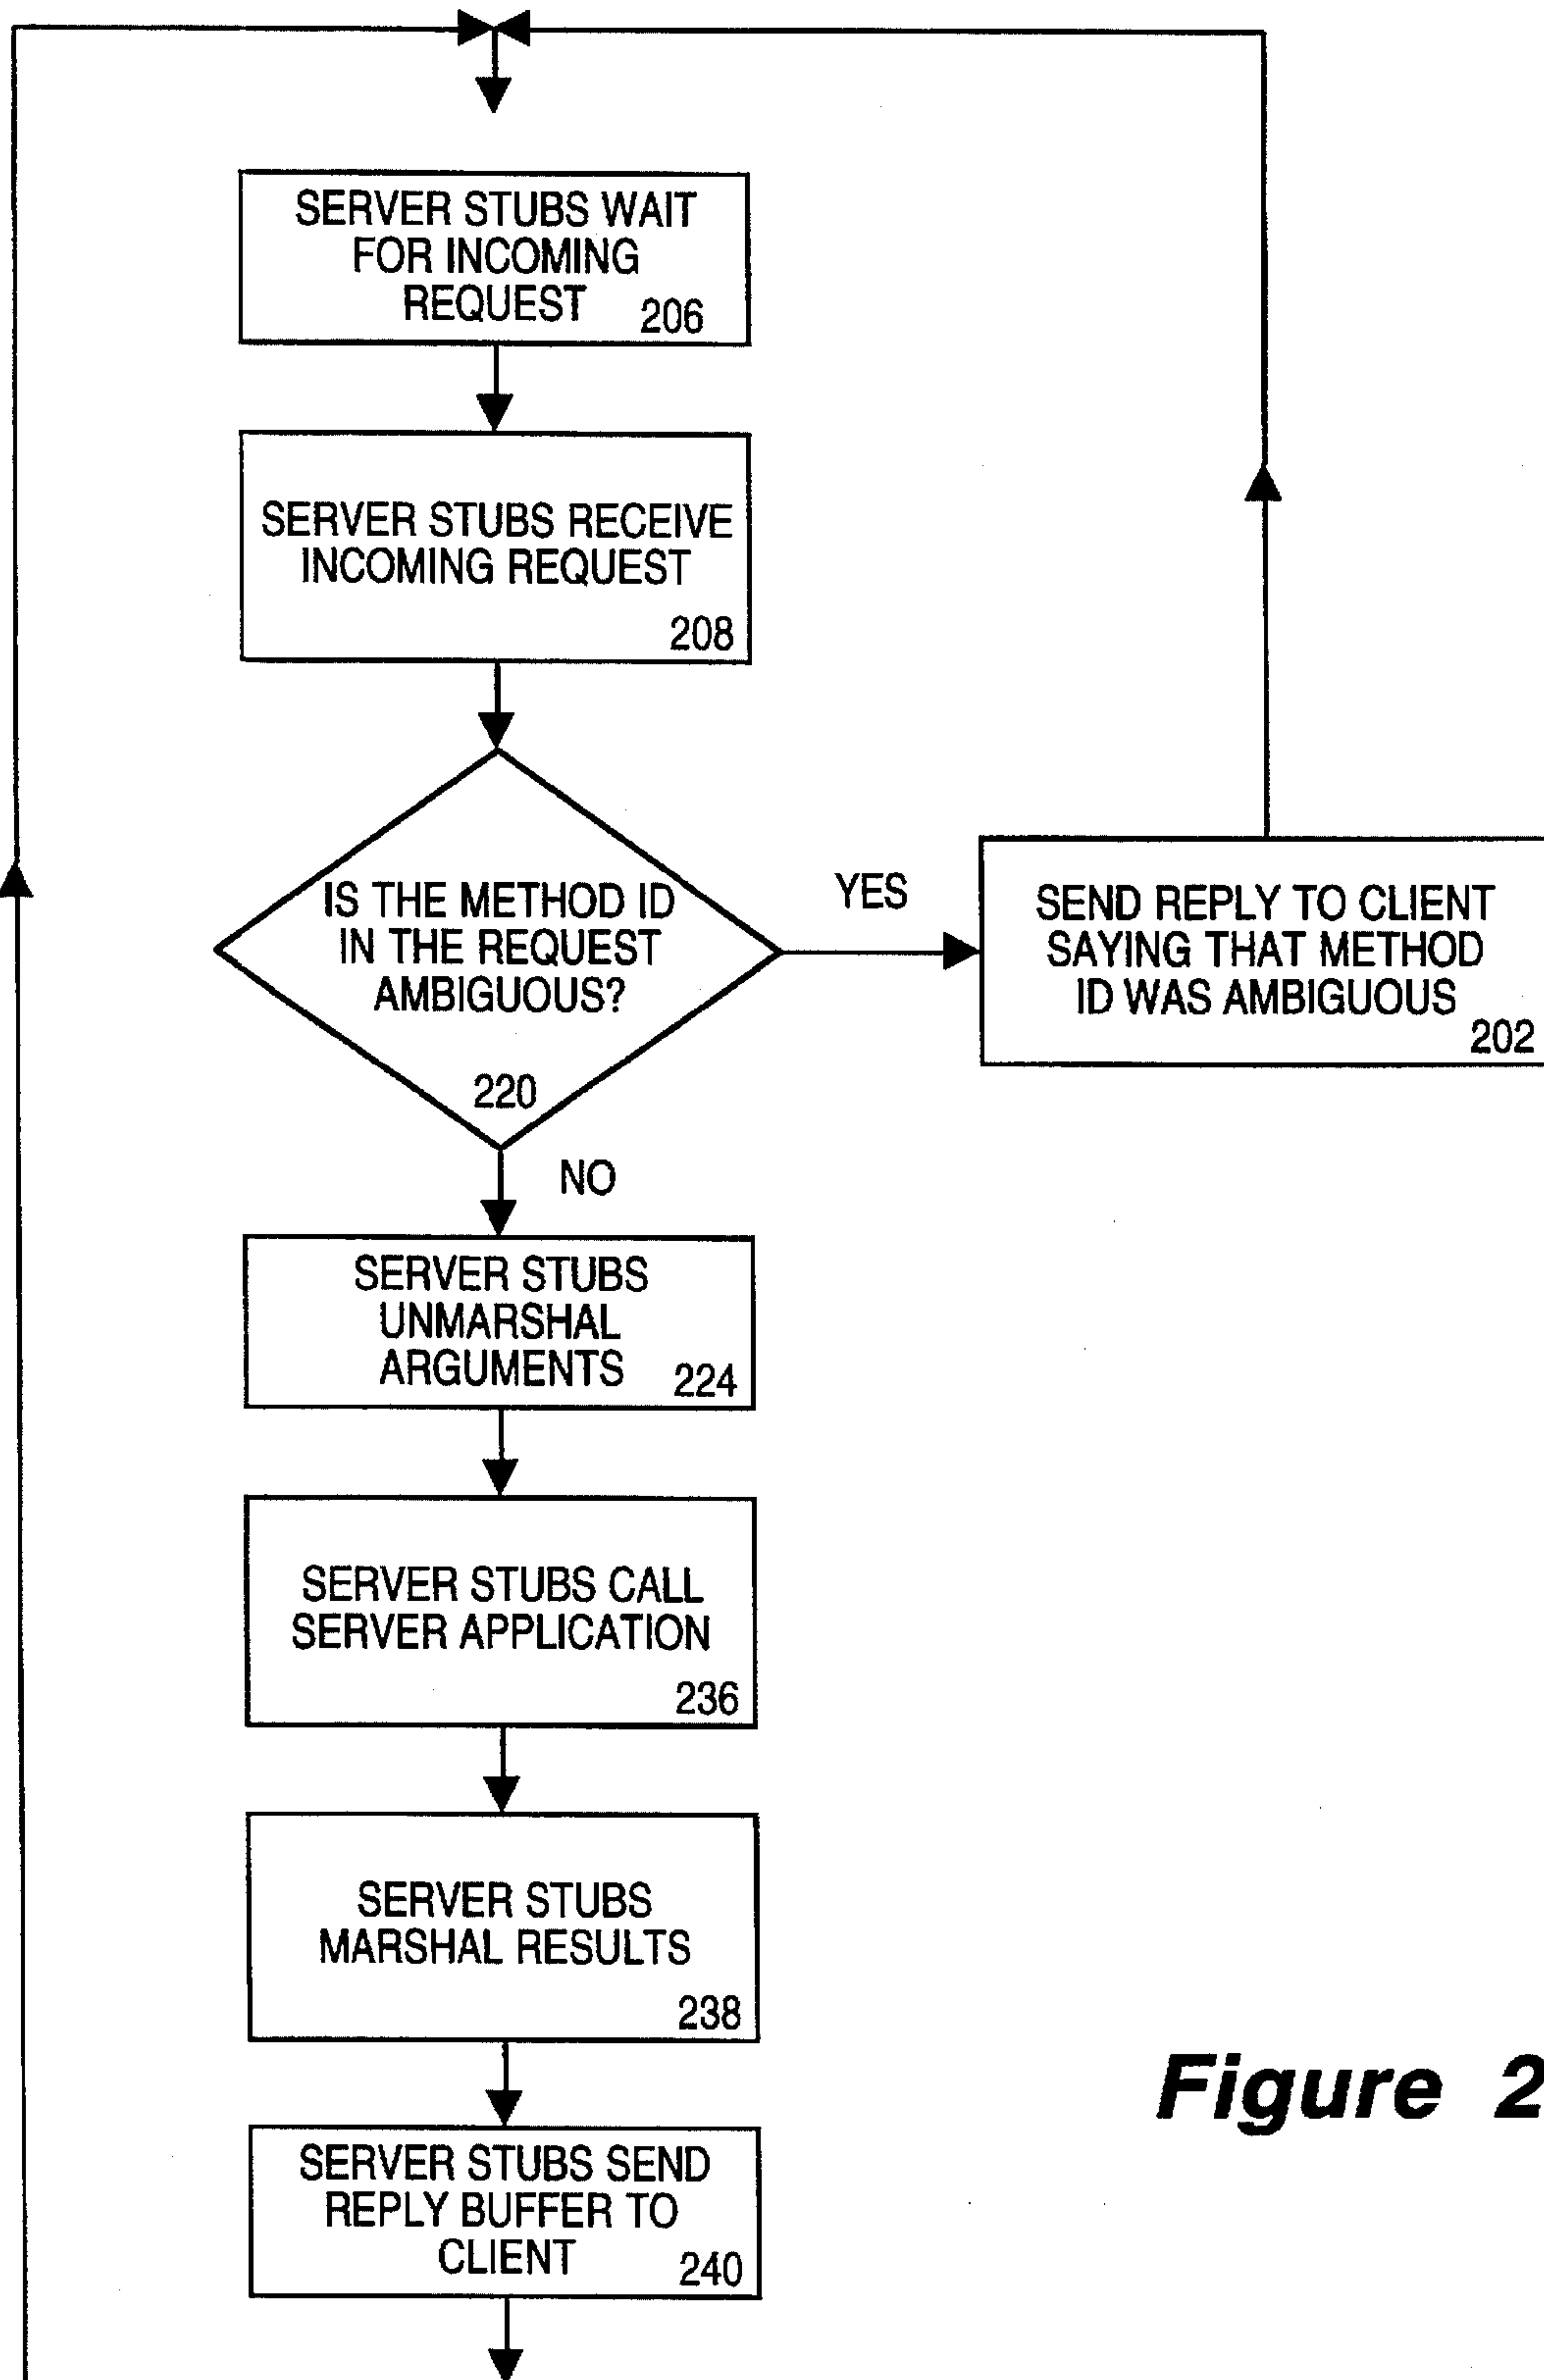 SERVER STUBS WAIT
FOR INCOMING
REQUEST 206
SERVER STUBS RECEIVE
INCOMING REQUEST
208
IS THE METHOD ID
IN THE REQUEST
AMBIGUOUS?
220
YES
SEND REPLY TO CLIENT
SAYING THAT METHOD
ID WAS AMBIGUOUS
202
NO
SERVER STUBS
UNMARSHAL
ARGUMENTS 224
SERVER STUBS CALL
SERVER APPLICATION
236
SERVER STUBS
MARSHAL RESULTS
238
SERVER STUBS SEND
REPLY BUFFER TO
CLIENT 240
Figure 2